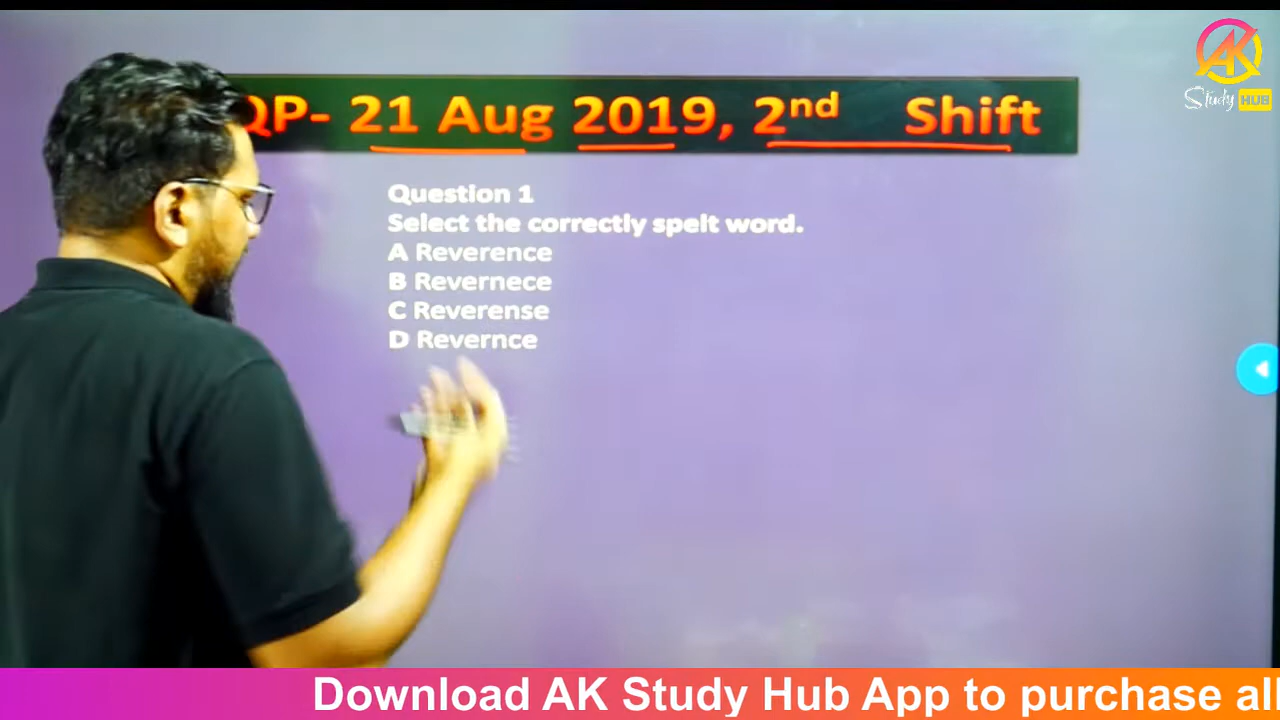 AK
Study HUB
QP- 21 Aug 2019, 2nd Shift
Question 1
Select the correctly spelt word.
A Reverence
B Revernece
C Reverense
D Revernce
Download AK Study Hub App to purchase all